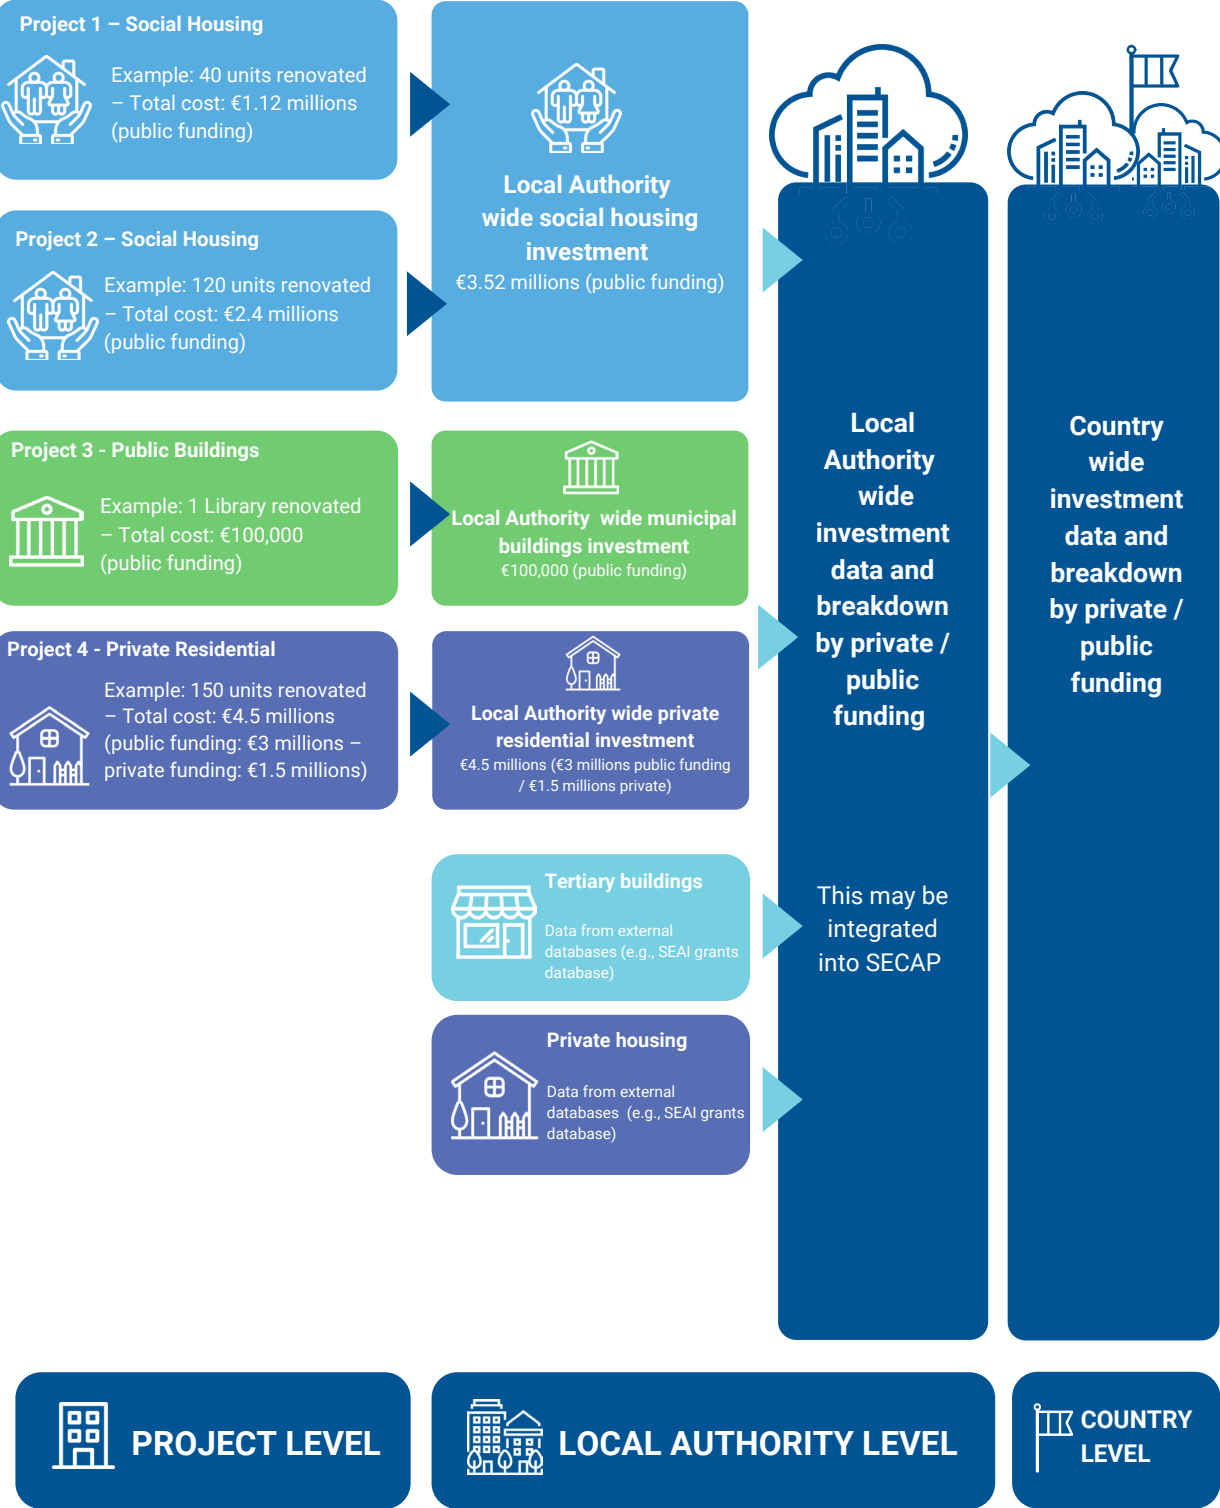 Project 1 – Social Housing
Example: 40 units renovated
– Total cost: €1.12 millions
(public funding)
Project 2 – Social Housing
Example: 120 units renovated
– Total cost: €2.4 millions
(public funding)
Project 3 - Public Buildings
Example: 1 Library renovated
– Total cost: €100,000
(public funding)
Project 4 - Private Residential
Example: 150 units renovated
– Total cost: €4.5 millions
(public funding: €3 millions –
private funding: €1.5 millions)
Local Authority
wide social housing
investment
€3.52 millions (public funding)
Local Authority wide municipal
buildings investment
€100,000 (public funding)
Local Authority wide private
residential investment
€4.5 millions (€3 millions public funding
/ €1.5 millions private)
Tertiary buildings
Data from external
databases (e.g., SEAI grants
database)
Private housing
Data from external
databases (e.g., SEAI grants
database)
Local
Authority
wide
investment
data and
breakdown
by private /
public
funding
This may be
integrated
into SECAP
Country
wide
investment
data and
breakdown
by private /
public
funding
PROJECT LEVEL
LOCAL AUTHORITY LEVEL
COUNTRY
LEVEL